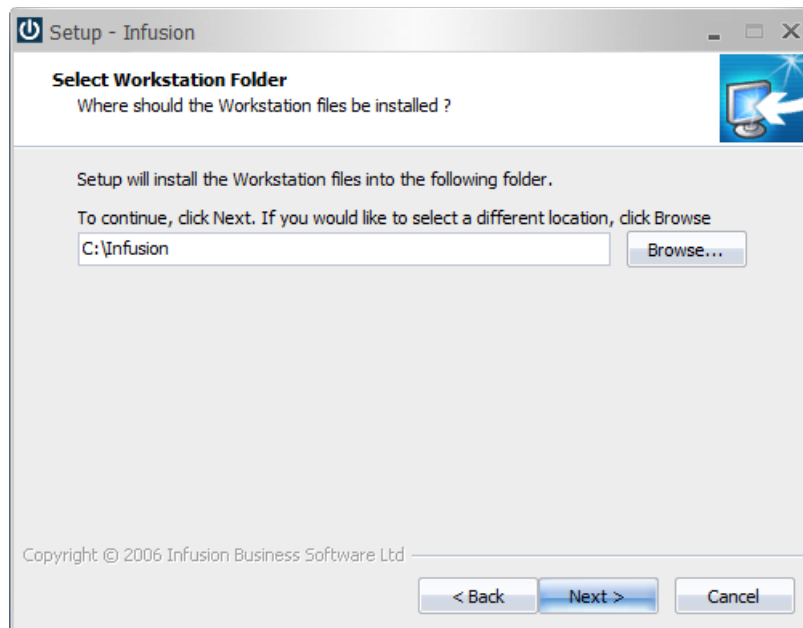 Setup - Infusion
Select Workstation Folder
Where should the Workstation files be installed ?
Setup will install the Workstation files into the following folder.
To continue, click Next. If you would like to select a different location, click Browse
C:\Infusion
Browse...
Copyright © 2006 Infusion Business Software Ltd
< Back
Next >
Cancel